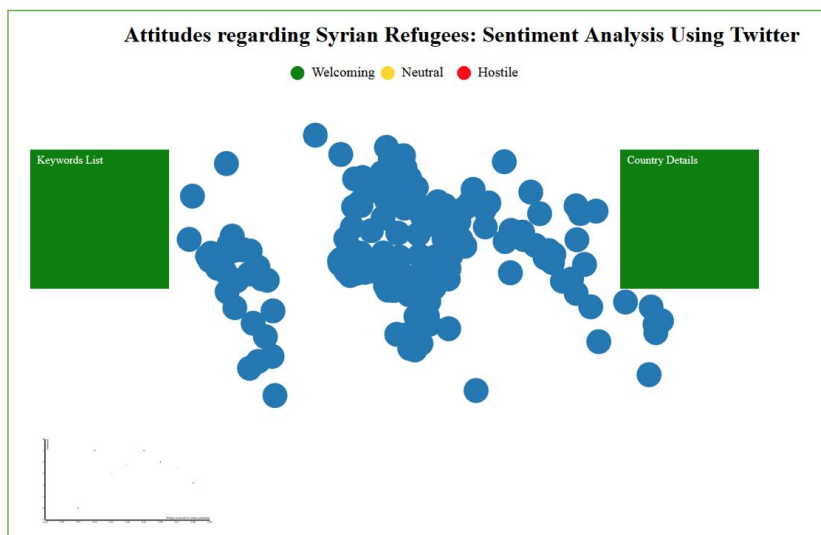 Attitudes regarding Syrian Refugees: Sentiment Analysis Using Twitter
Welcoming Neutral Hostile
Keywords List
Country Details